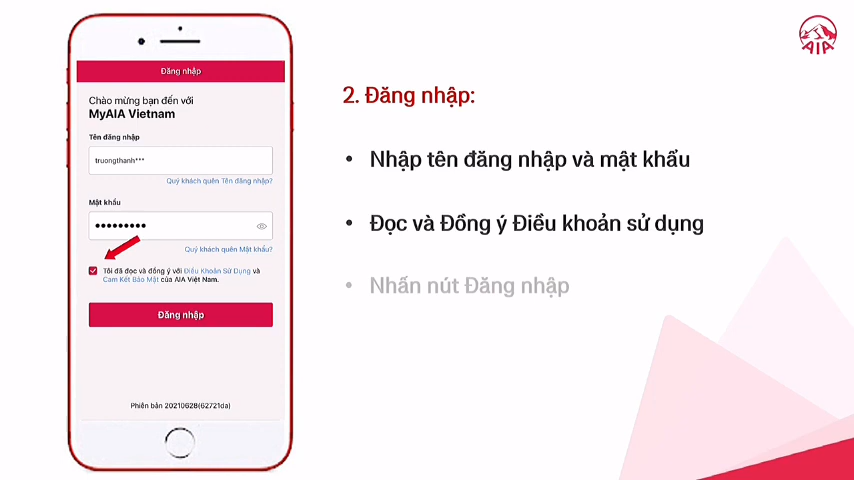 AIA
Đăng nhập
Chào mừng bạn đến với
MyAIA Vietnam
Tên đăng nhập
truongthanh***
Quý khách quên Tên đăng nhập?
Mật khẩu
Quý khách quên Mật khẩu?
Tôi đã đọc và đồng ý với Điều Khoản Sử Dụng và
Cam Kết Bảo Mật của AIA Việt Nam.
Đăng nhập
Phiên bản 20210628(62721da)
2. Đăng nhập:
• Nhập tên đăng nhập và mật khẩu
• Đọc và Đồng ý Điều khoản sử dụng
• Nhấn nút Đăng nhập